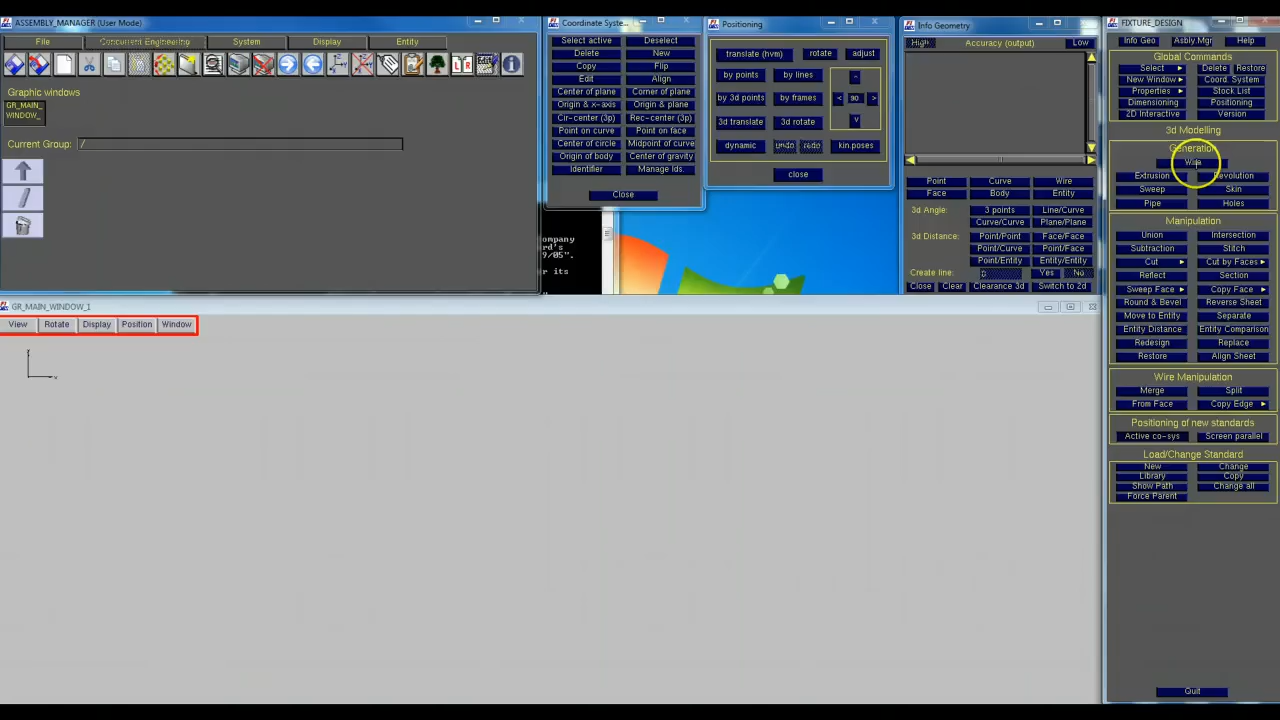 ASSEMBLY_MANAGER (User Mode)
File
Concurrent Engineering
System
Display
Entity
Graphic windows
GR_MAIN_
WINDOW_
Current Group: /
Coordinate Syste...
Select active
Deselect
Delete
New
Copy
Flip
Edit
Align
Center of plane
Corner of plane
Origin & x-axis
Origin & plane
Cir-center (3p)
Rec-center (3p)
Point on curve
Point on face
Center of circle
Midpoint of curve
Origin of body
Center of gravity
Identifier
Manage Ids.
Close
Positioning
translate (hvm)
rotate
adjust
by points
by lines
by 3d points
by frames
< 90 >
3d translate
3d rotate
v
dynamic
undo
redo
kin.poses
close
company
rd's
9/05".
r its
Info Geometry
High
Accuracy (output)
Low
Point
Curve
Wire
Face
Body
Entity
3d Angle:
3 points
Line/Curve
Curve/Curve
Plane/Plane
3d Distance:
Point/Point
Face/Face
Point/Curve
Point/Face
Point/Entity
Entity/Entity
Create line:
Yes
No
Close
Clear
Clearance 3d
Switch to 2d
FIXTURE_DESIGN
Info Geo
Asbly.Mgr
Help
Global Commands
Select
Delete
Restore
New Window
Coord. System
Properties
Stock List
Dimensioning
Positioning
2D Interactive
Version
3d Modelling
Generation
Wire
Extrusion
Revolution
Sweep
Skin
Pipe
Holes
Manipulation
Union
Intersection
Subtraction
Stitch
Cut
Cut by Faces
Reflect
Section
Sweep Face
Copy Face
Round & Bevel
Reverse Sheet
Move to Entity
Separate
Entity Distance
Entity Comparison
Redesign
Replace
Restore
Align Sheet
Wire Manipulation
Merge
Split
From Face
Copy Edge
Positioning of new standards
Active co-sys
Screen parallel
Load/Change Standard
New
Change
Library
Copy
Show Path
Change all
Force Parent
Quit
GR_MAIN_WINDOW_1
View
Rotate
Display
Position
Window